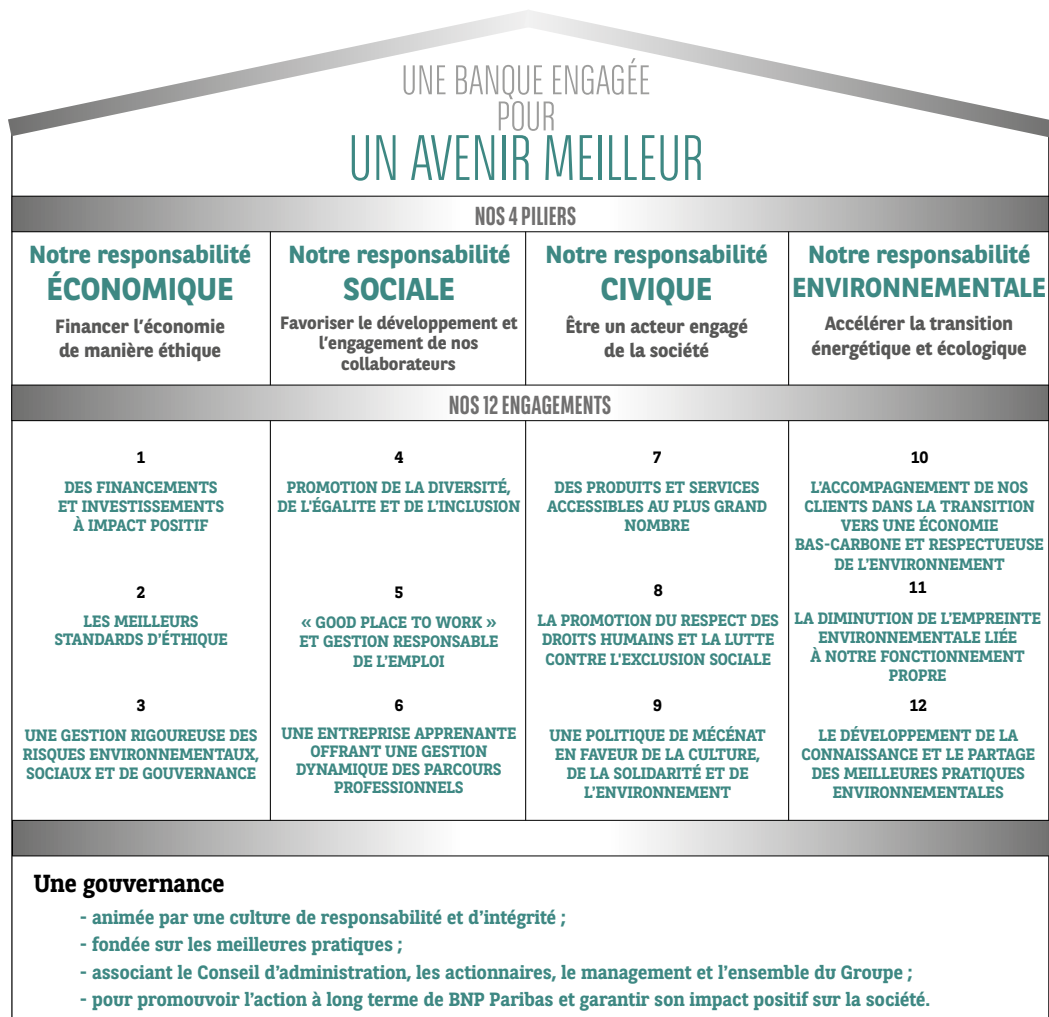 UNE BANQUE ENGAGÉE
POUR
UN AVENIR MEILLEUR
NOS 4 PILIERS
Notre responsabilité
ÉCONOMIQUE
Financer l'économie
de manière éthique
Notre responsabilité
SOCIALE
Favoriser le développement et
l'engagement de nos
collaborateurs
Notre responsabilité
CIVIQUE
Être un acteur engagé
de la société
Notre responsabilité
ENVIRONNEMENTALE
Accélérer la transition
énergétique et écologique
NOS 12 ENGAGEMENTS
1
DES FINANCEMENTS
ET INVESTISSEMENTS
À IMPACT POSITIF
2
LES MEILLEURS
STANDARDS D'ÉTHIQUE
3
UNE GESTION RIGOUREUSE DES
RISQUES ENVIRONNEMENTAUX,
SOCIAUX ET DE GOUVERNANCE
4
PROMOTION DE LA DIVERSITÉ,
DE L'ÉGALITE ET DE L'INCLUSION
5
« GOOD PLACE TO WORK »
ET GESTION RESPONSABLE
DE L'EMPLOI
6
UNE ENTREPRISE APPRENANTE
OFFRANT UNE GESTION
DYNAMIQUE DES PARCOURS
PROFESSIONNELS
7
DES PRODUITS ET SERVICES
ACCESSIBLES AU PLUS GRAND
NOMBRE
8
LA PROMOTION DU RESPECT DES
DROITS HUMAINS ET LA LUTTE
CONTRE L'EXCLUSION SOCIALE
9
UNE POLITIQUE DE MÉCÉNAT
EN FAVEUR DE LA CULTURE,
DE LA SOLIDARITÉ ET DE
L'ENVIRONNEMENT
10
L'ACCOMPAGNEMENT DE NOS
CLIENTS DANS LA TRANSITION
VERS UNE ÉCONOMIE
BAS-CARBONE ET RESPECTUEUSE
DE L'ENVIRONNEMENT
11
LA DIMINUTION DE L'EMPREINTE
ENVIRONNEMENTALE LIÉE
À NOTRE FONCTIONNEMENT
PROPRE
12
LE DÉVELOPPEMENT DE LA
CONNAISSANCE ET LE PARTAGE
DES MEILLEURES PRATIQUES
ENVIRONNEMENTALES
Une gouvernance
- animée par une culture de responsabilité et d'intégrité ;
- fondée sur les meilleures pratiques ;
- associant le Conseil d'administration, les actionnaires, le management et l'ensemble du Groupe ;
- pour promouvoir l'action à long terme de BNP Paribas et garantir son impact positif sur la société.